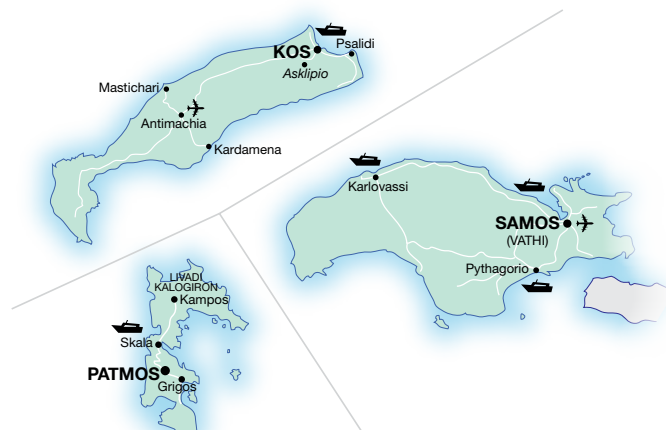 KOS
Psalidi
Asklipio
Mastichari
Antimachia
Kardamena
Karlovassi
SAMOS
(VATHI)
Pythagorio
LIVADI
KALOGIRON
Kampos
Skala
PATMOS
Grigos